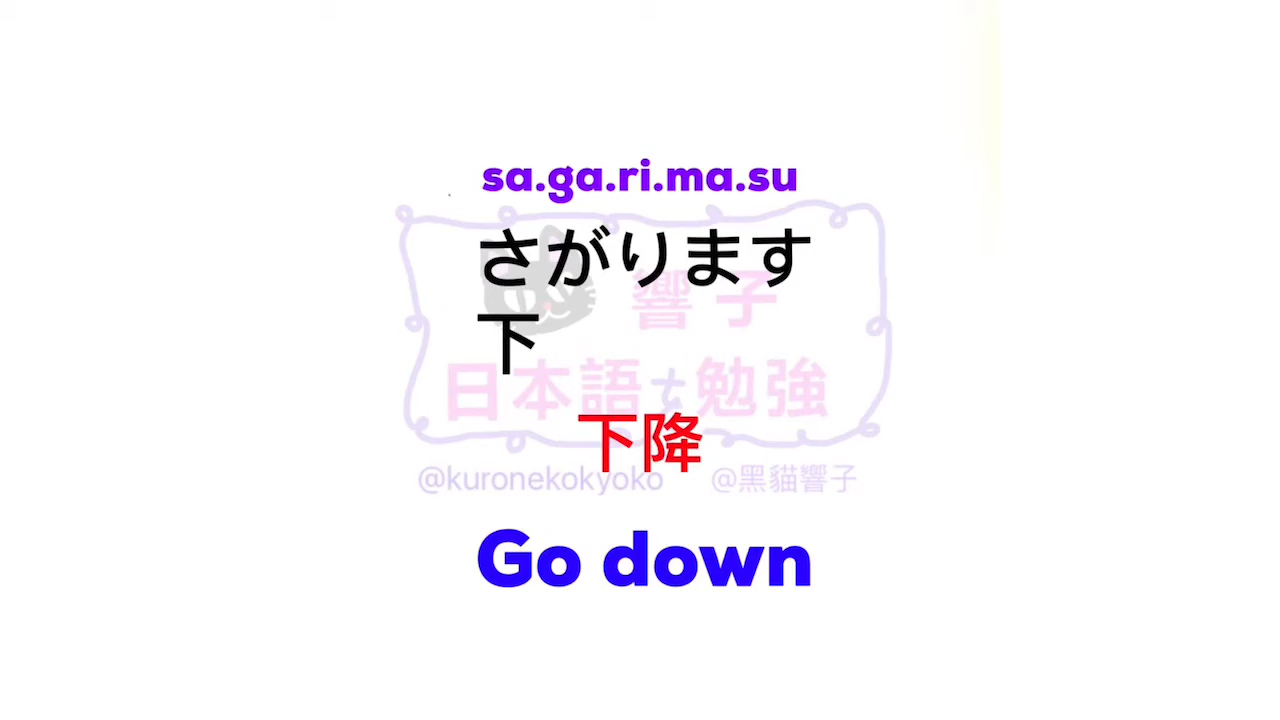 sa.ga.ri.ma.su
さがります
響子
下
日本語を勉強
下降
@kuronekokyoko @黑貓響子
Go down